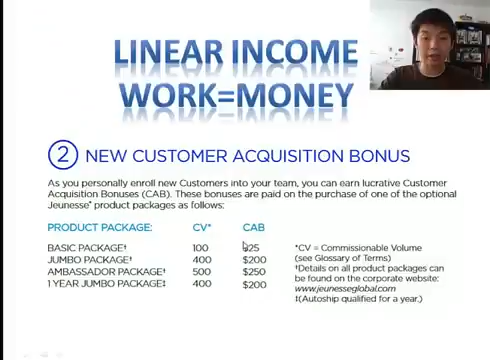 LINEAR INCOME
WORK=MONEY
2 NEW CUSTOMER ACQUISITION BONUS
As you personally enroll new Customers into your team, you can earn lucrative Customer
Acquisition Bonuses (CAB). These bonuses are paid on the purchase of one of the optional
Jeunesse® product packages as follows:
PRODUCT PACKAGE: CV* CAB
BASIC PACKAGE† 100 $25
JUMBO PACKAGE† 400 $200
AMBASSADOR PACKAGE† 500 $250
1 YEAR JUMBO PACKAGE‡ 400 $200
*CV = Commissionable Volume
(see Glossary of Terms)
†Details on all product packages can
be found on the corporate website:
www.jeunesseglobal.com
‡(Autoship qualified for a year.)